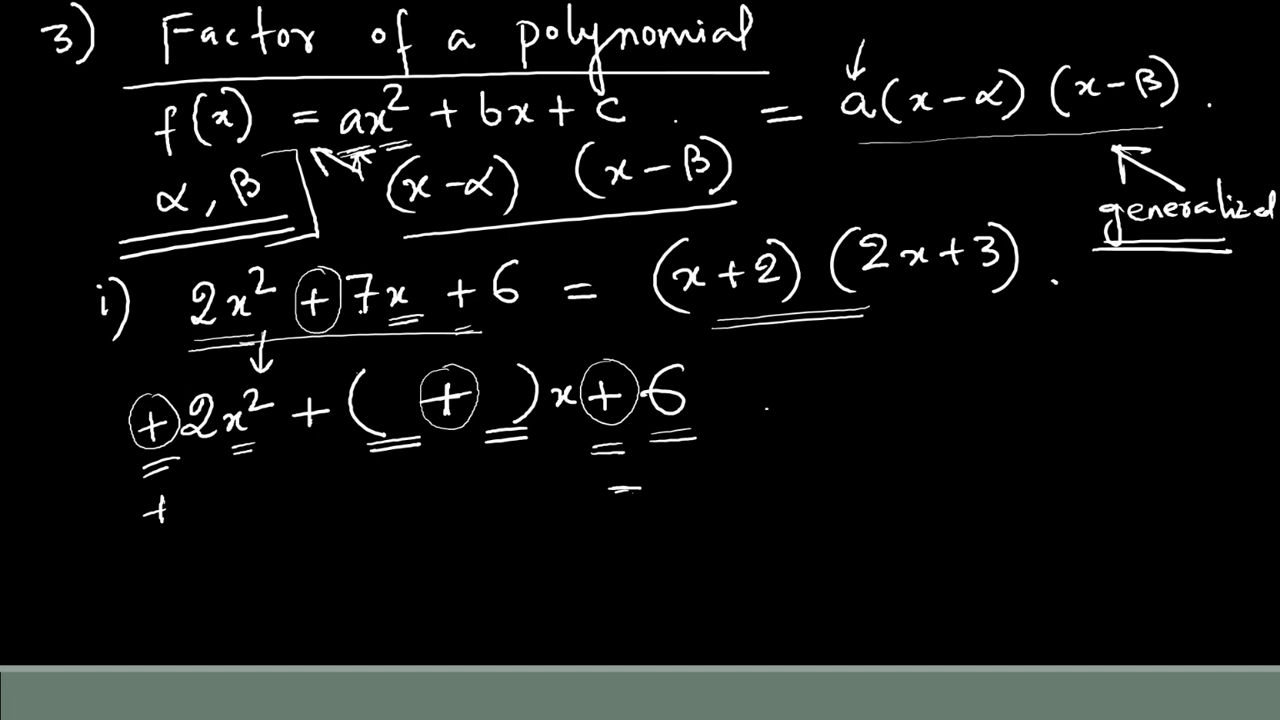 3) Factor of a polynomial
f(x) = ax² + bx + c = a(x-α) (x-β).
α, β (x-α) (x-β)
generalized
i) 2x² + 7x + 6 = (x+2) (2x+3).
+2x² + ( + )x + 6
+ -